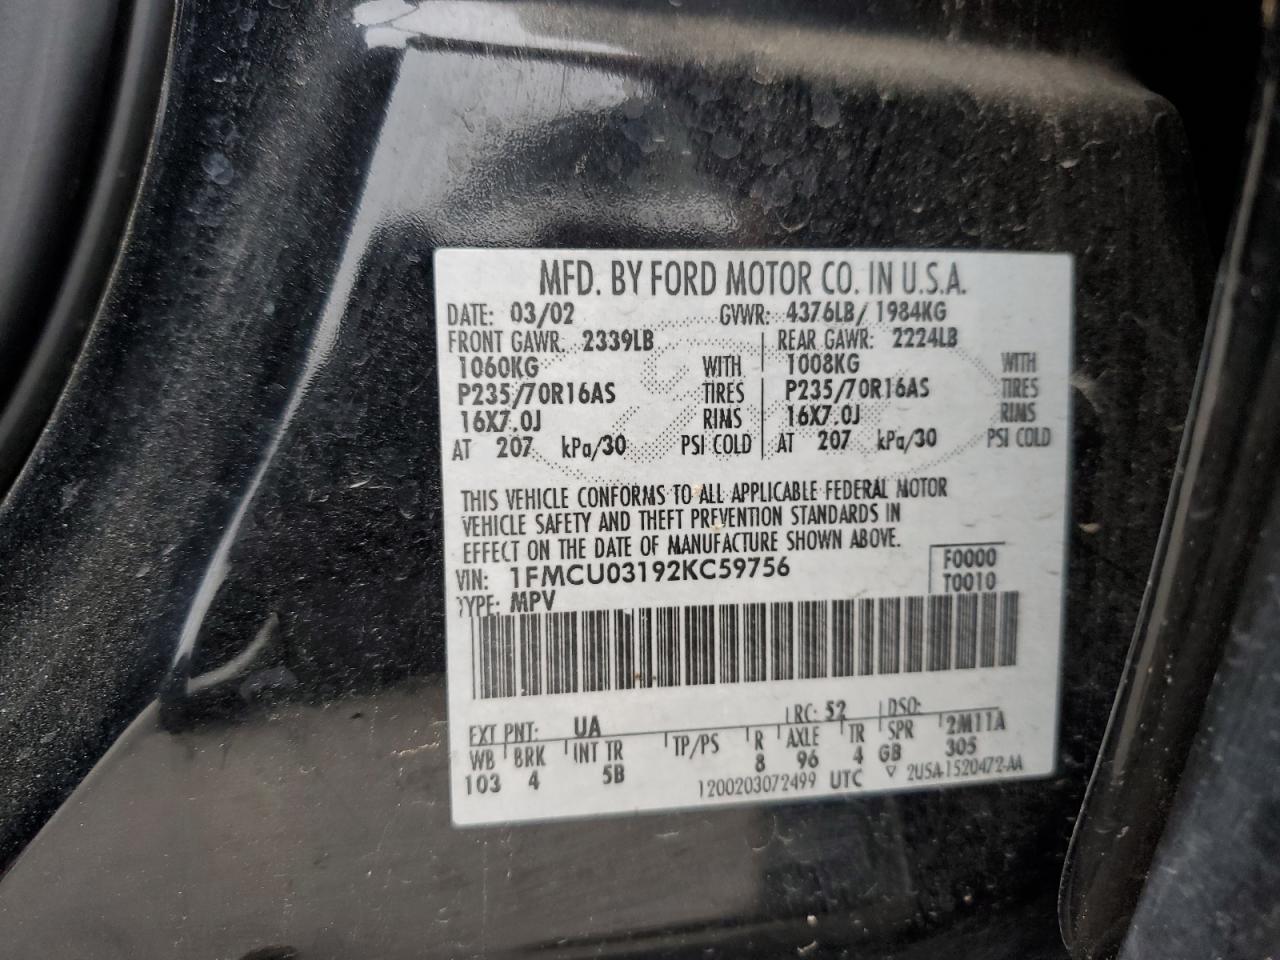 MFD. BY FORD MOTOR CO. IN U.S.A.
DATE: 03/02 GVWR: 4376LB/ 1984KG
FRONT GAWR: 2339LB REAR GAWR: 2224LB
1060KG WITH 1008KG WITH
P235/70R16AS TIRES P235/70R16AS TIRES
16X7.0J RIMS 16X7.0J RIMS
AT 207 kPa/30 PSI COLD AT 207 kPa/30 PSI COLD
THIS VEHICLE CONFORMS TO ALL APPLICABLE FEDERAL MOTOR
VEHICLE SAFETY AND THEFT PREVENTION STANDARDS IN
EFFECT ON THE DATE OF MANUFACTURE SHOWN ABOVE.
VIN: 1FMCU03192KC59756 F0000
TYPE: MPV T0010
EXT PNT: UA RC: 52 DSO:
WB BRK INT TR TP/PS R AXLE TR SPR 2M11A
103 4 5B 8 96 4 GB 305
1200203072499 UTC ▽ 2USA-1520472-AA